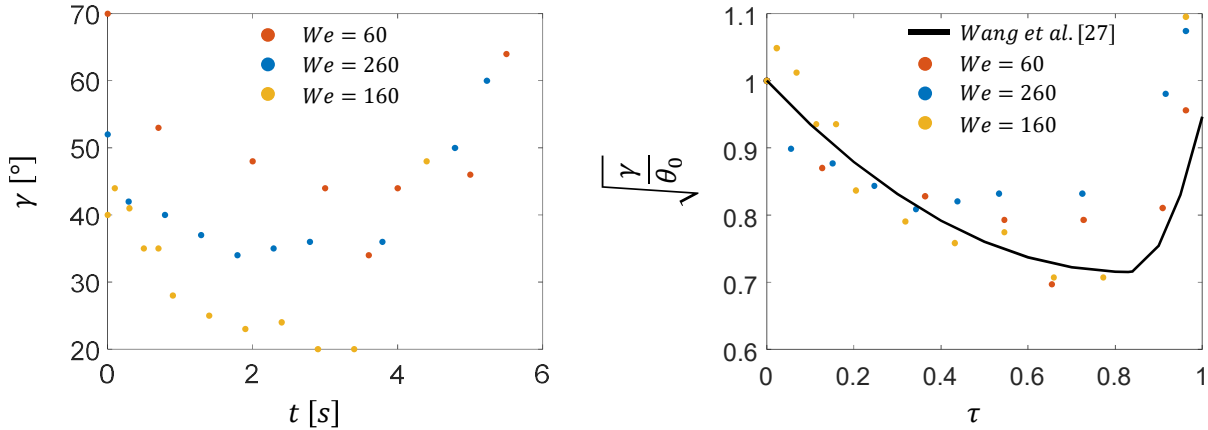 70
60
50
40
30
20
0
2
4
6
γ [°]
t [s]
We = 60
We = 260
We = 160
1.1
1
0.9
0.8
0.7
0.6
0
0.2
0.4
0.6
0.8
1
√(γ/θ₀)
τ
Wang et al. [27]
We = 60
We = 260
We = 160